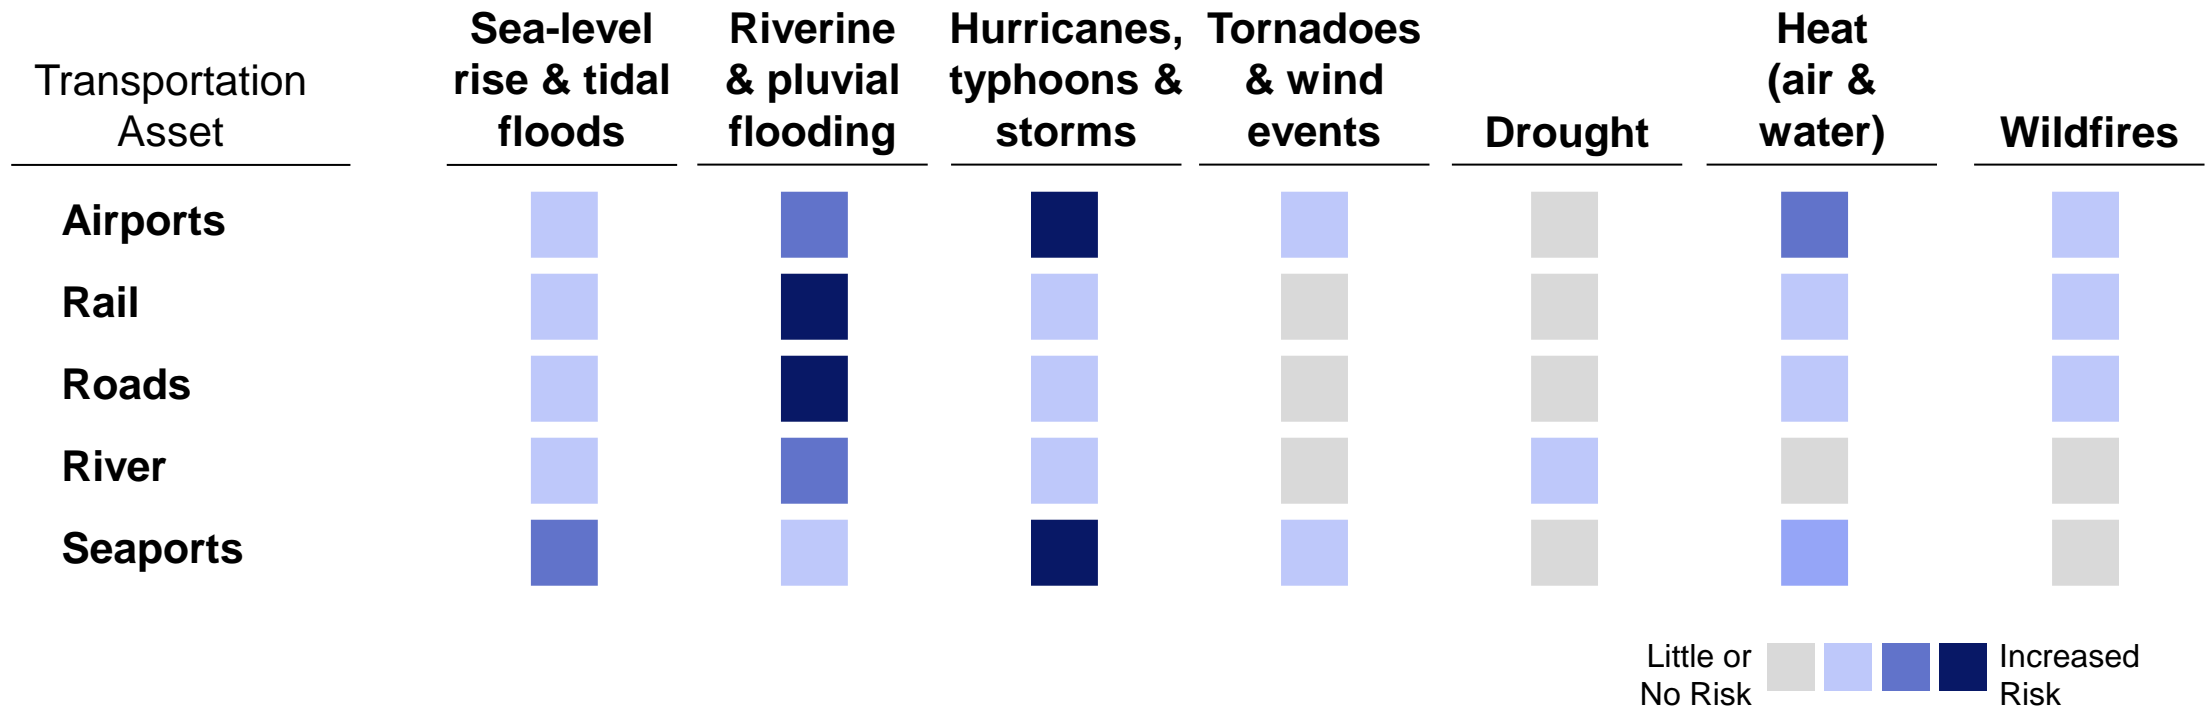 Transportation
Asset
Sea-level
rise & tidal
floods
Riverine
& pluvial
flooding
Hurricanes,
typhoons &
storms
Tornadoes
& wind
events
Drought
Heat
(air &
water)
Wildfires
Airports
Rail
Roads
River
Seaports
Little or
No Risk
Increased
Risk